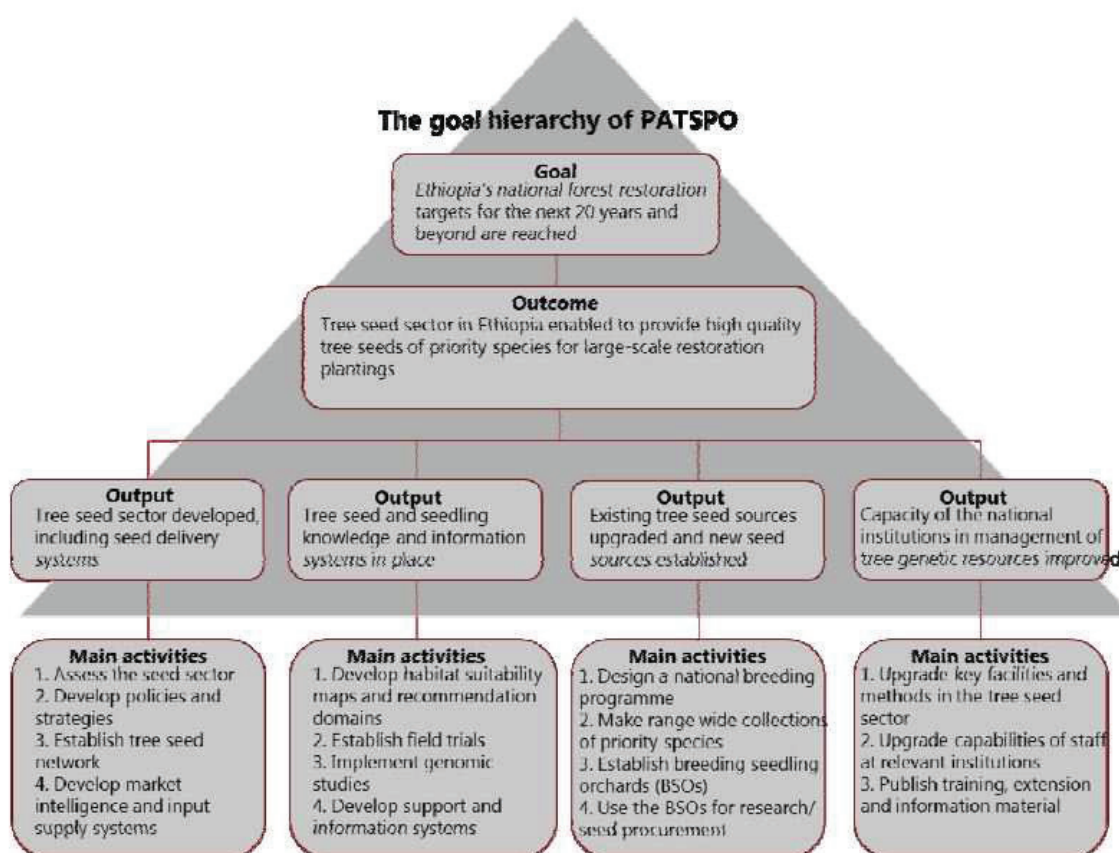 The goal hierarchy of PATSPO
Goal
Ethiopia's national forest restoration
targets for the next 20 years and
beyond are reached
Outcome
Tree seed sector in Ethiopia enabled to provide high quality
tree seeds of priority species for large-scale restoration
plantings
Output
Tree seed sector developed,
including seed delivery
systems
Output
Tree seed and seedling
knowledge and information
systems in place
Output
Existing tree seed sources
upgraded and new seed
sources established
Output
Capacity of the national
institutions in management of
tree genetic resources improved
Main activities
1. Assess the seed sector
2. Develop policies and
strategies
3. Establish tree seed
network
4. Develop market
intelligence and input
supply systems
Main activities
1. Develop habitat suitability
maps and recommendation
domains
2. Establish field trials
3. Implement genomic
studies
4. Develop support and
information systems
Main activities
1. Design a national breeding
programme
2. Make range wide collections
of priority species
3. Establish breeding seedling
orchards (BSOs)
4. Use the BSOs for research/
seed procurement
Main activities
1. Upgrade key facilities and
methods in the tree seed
sector
2. Upgrade capabilities of staff
at relevant institutions
3. Publish training, extension
and information material